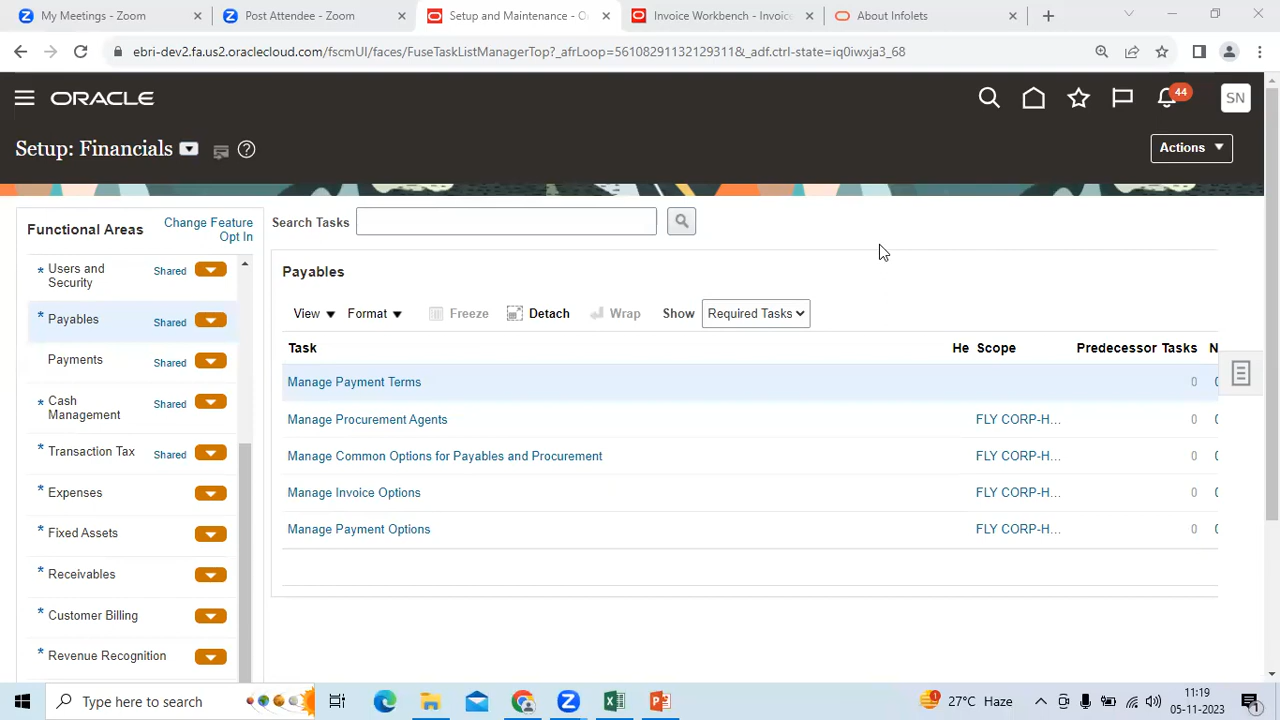 My Meetings - Zoom
Post Attendee - Zoom
Setup and Maintenance - O
Invoice Workbench - Invoic
About Infolets
ebri-dev2.fa.us2.oraclecloud.com/fscmUI/faces/FuseTaskListManagerTop?_afrLoop=5610829113212931​1&_adf.ctrl-state=iq0iwxja3_68
ORACLE
44
SN
Setup: Financials
Actions
Functional Areas
Change Feature
Opt In
Search Tasks
* Users and
Security
Shared
* Payables
Shared
Payments
Shared
* Cash
Management
Shared
* Transaction Tax
Shared
* Expenses
* Fixed Assets
* Receivables
* Customer Billing
* Revenue Recognition
Payables
View
Format
Freeze
Detach
Wrap
Show
Required Tasks
Task
He
Scope
Predecessor Tasks
N
Manage Payment Terms
0
Manage Procurement Agents
FLY CORP-H...
0
Manage Common Options for Payables and Procurement
FLY CORP-H...
0
Manage Invoice Options
FLY CORP-H...
0
Manage Payment Options
FLY CORP-H...
0
Type here to search
1
27°C Haze
11:19
05-11-2023
1